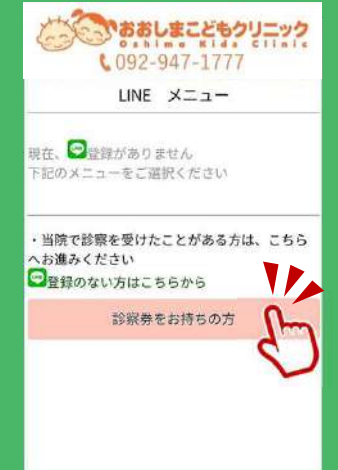 おおしまこどもクリニック
Oshima Kids Clinic
092-947-1777
LINE メニュー
現在、登録がありません
下記のメニューをご選択ください
・当院で診察を受けたことがある方は、こちら
へお進みください
登録のない方はこちらから
診察券をお持ちの方